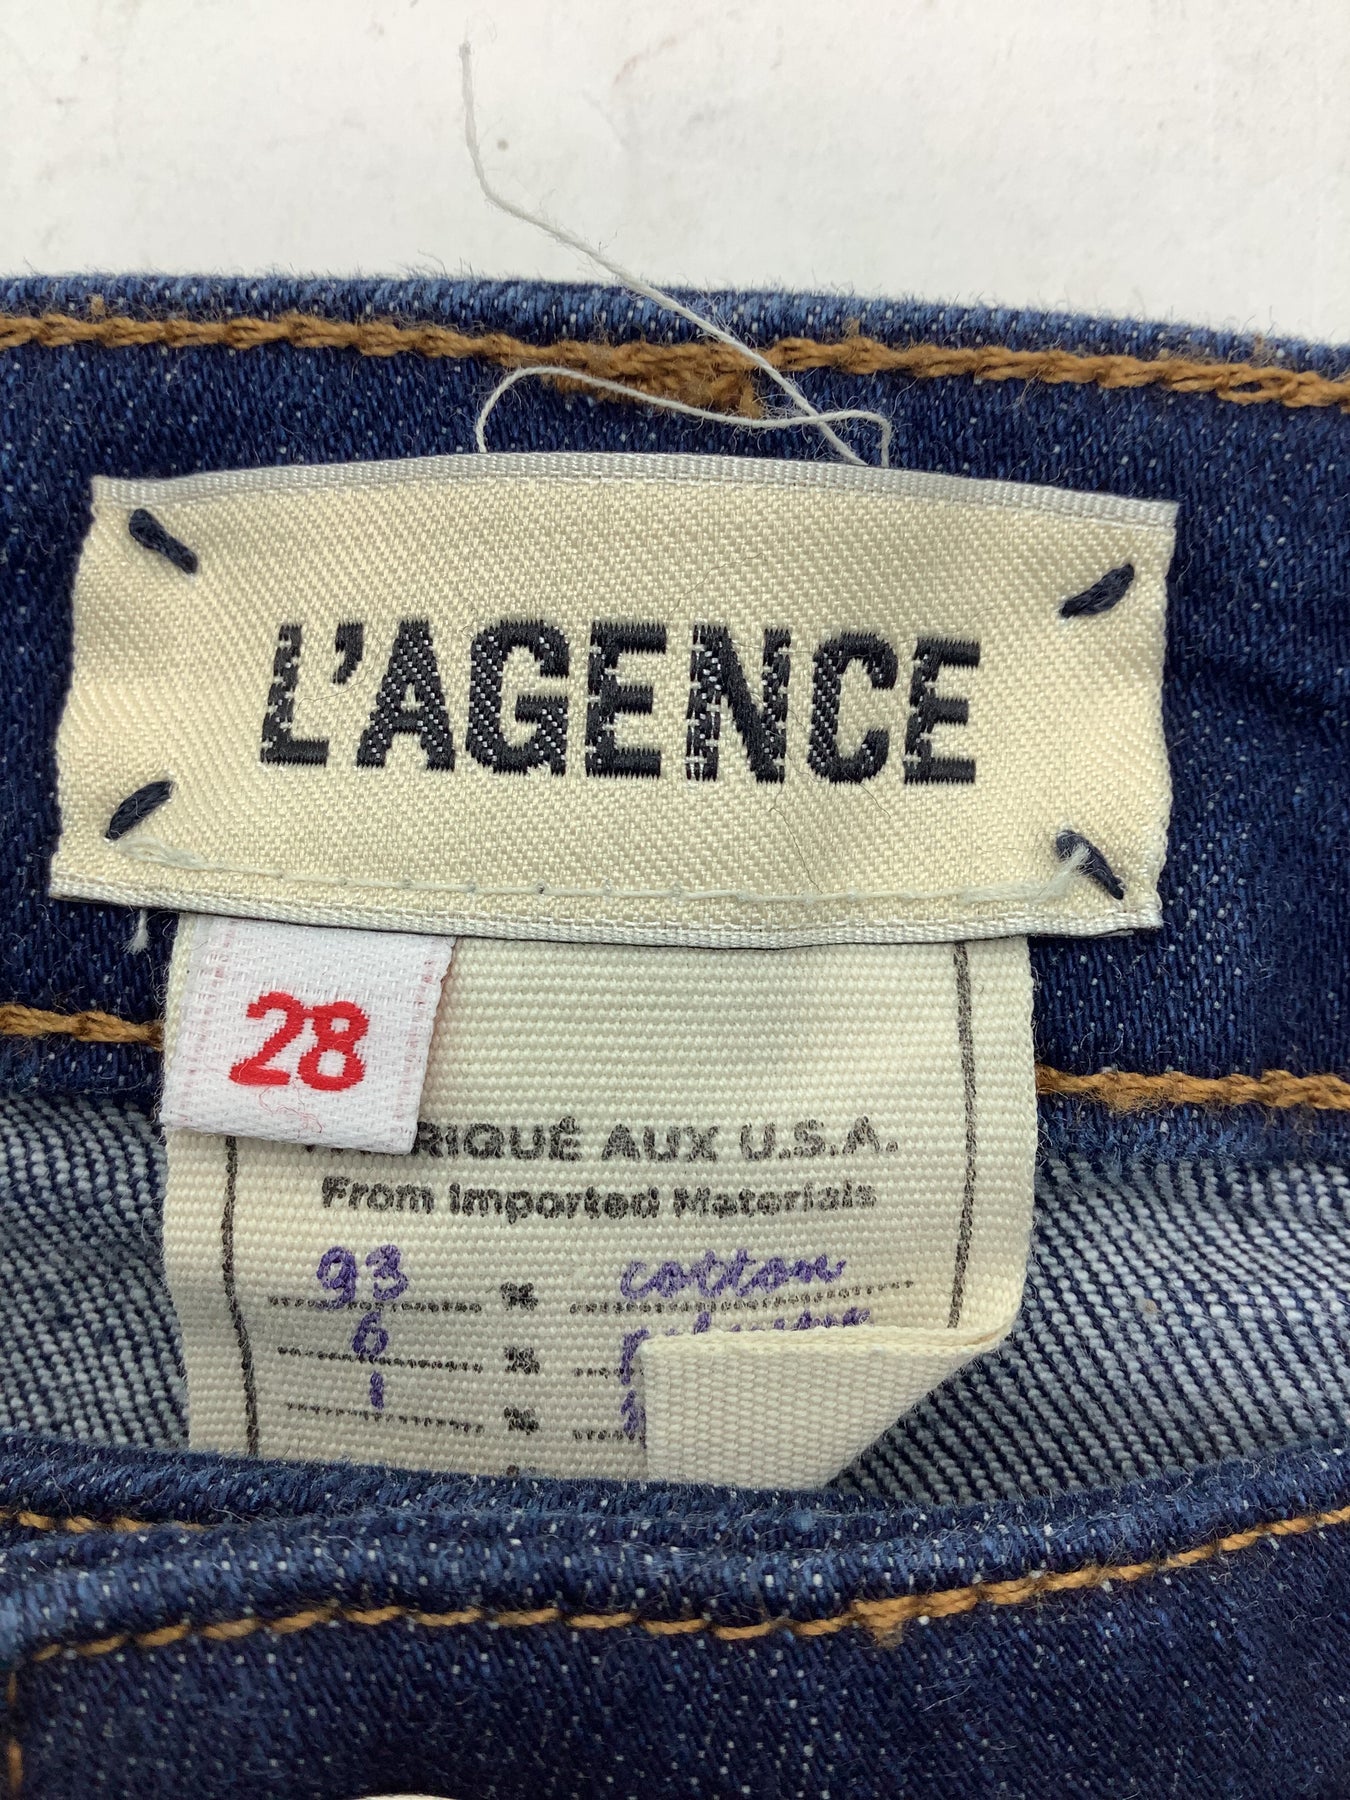 L'AGENCE
28
RIQUÉ AUX U.S.A.
From Imported Materials
93 % cotton
6 %
1 %